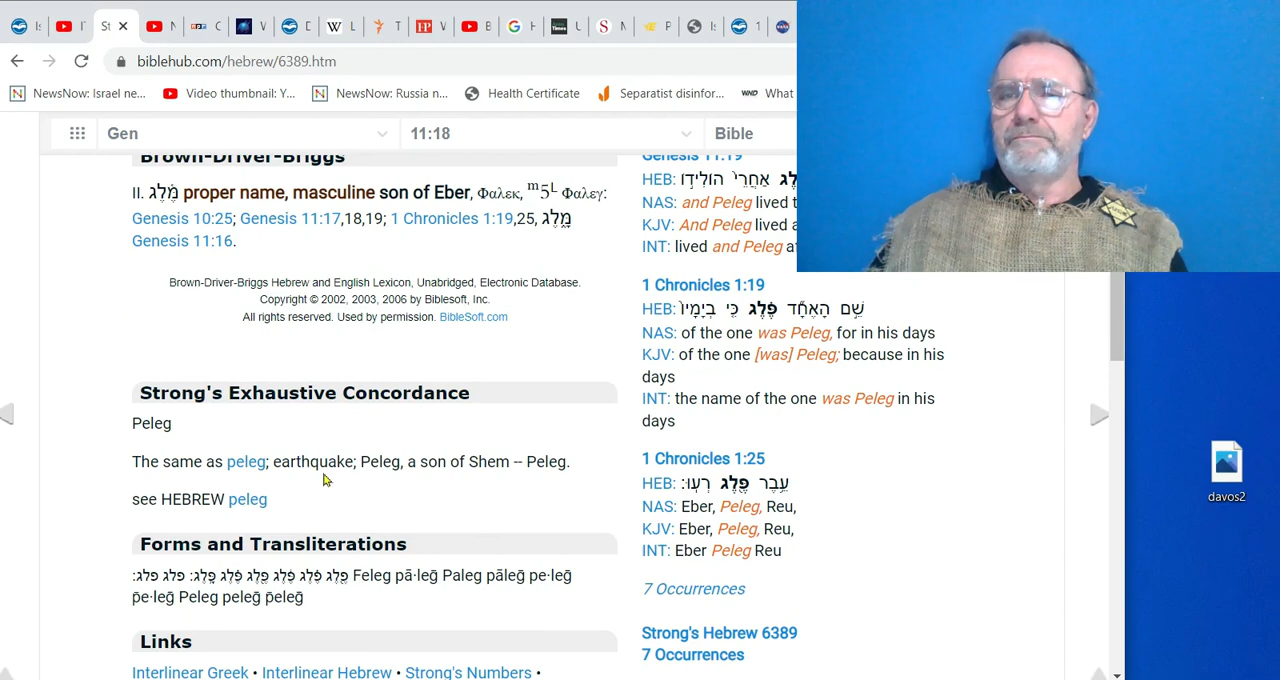 St
biblehub.com/hebrew/6389.htm
NewsNow: Israel ne...
Video thumbnail: Y...
NewsNow: Russia n...
Health Certificate
Separatist disinfor...
WND What
Gen
11:18
Bible
Brown-Driver-Briggs
II. מֶּ֫לֶג proper name, masculine son of Eber, Φαλεκ, ᵐ5ᴸ Φαλεγ:
Genesis 10:25; Genesis 11:17,18,19; 1 Chronicles 1:19,25, מָּ֑לֶג
Genesis 11:16.
Brown-Driver-Briggs Hebrew and English Lexicon, Unabridged, Electronic Database.
Copyright © 2002, 2003, 2006 by Biblesoft, Inc.
All rights reserved. Used by permission. BibleSoft.com
Strong's Exhaustive Concordance
Peleg
The same as peleg; earthquake; Peleg, a son of Shem -- Peleg.
see HEBREW peleg
Forms and Transliterations
פֶ֖לֶג פֶ֔לֶג פֶ֕לֶג פֶּ֖לֶג פֶּ֔לֶג פָּֽלֶג׃ פלג פלג׃ Feleg pā·leḡ Paleg pāleḡ pe·leḡ
p̄e·leḡ Peleg peleḡ p̄eleḡ
Links
Interlinear Greek • Interlinear Hebrew • Strong's Numbers •
Genesis 11:19
HEB: אַחֲרֵי֙ הוֹלִיד֣וֹ
NAS: and Peleg lived
KJV: And Peleg lived
INT: lived and Peleg
1 Chronicles 1:19
HEB: שֵׁ֣ם הָאֶחָ֞ד פֶּ֗לֶג כִּ֤י בְיָמָיו֙
NAS: of the one was Peleg, for in his days
KJV: of the one [was] Peleg; because in his
days
INT: the name of the one was Peleg in his
days
1 Chronicles 1:25
HEB: עֵ֥בֶר פֶּ֖לֶג רְעֽוּ׃
NAS: Eber, Peleg, Reu,
KJV: Eber, Peleg, Reu,
INT: Eber Peleg Reu
7 Occurrences
Strong's Hebrew 6389
7 Occurrences
davos2